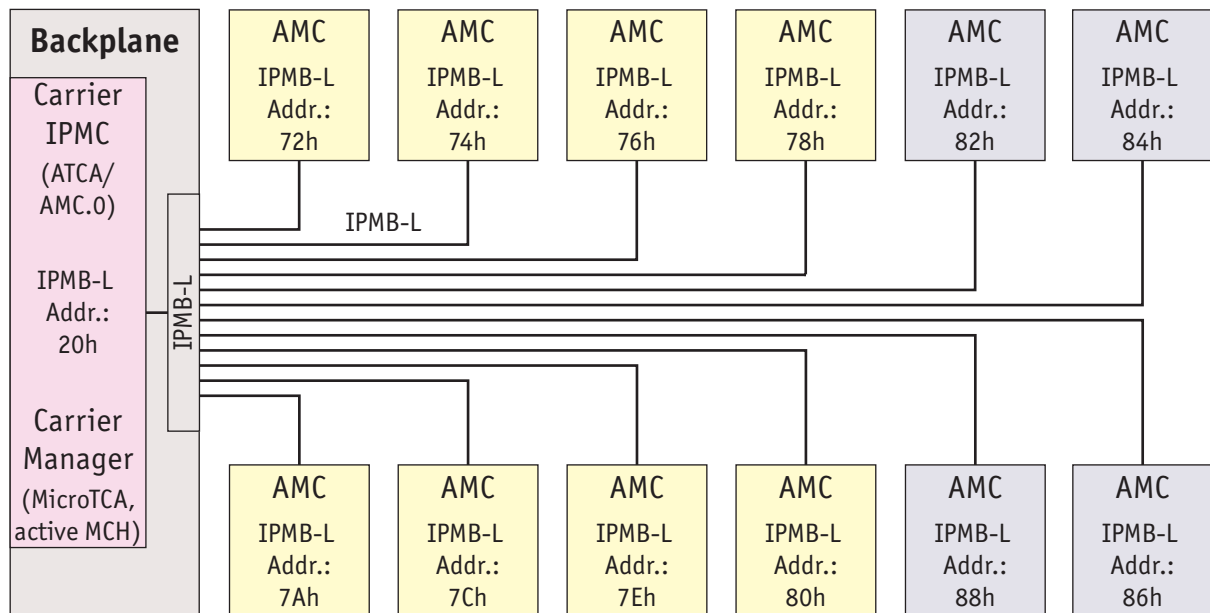 Backplane
Carrier
IPMC
(ATCA/
AMC.0)
IPMB-L
Addr.:
20h
Carrier
Manager
(MicroTCA,
active MCH)
IPMB-L
IPMB-L
AMC
IPMB-L
Addr.:
72h
AMC
IPMB-L
Addr.:
74h
AMC
IPMB-L
Addr.:
76h
AMC
IPMB-L
Addr.:
78h
AMC
IPMB-L
Addr.:
82h
AMC
IPMB-L
Addr.:
84h
AMC
IPMB-L
Addr.:
7Ah
AMC
IPMB-L
Addr.:
7Ch
AMC
IPMB-L
Addr.:
7Eh
AMC
IPMB-L
Addr.:
80h
AMC
IPMB-L
Addr.:
88h
AMC
IPMB-L
Addr.:
86h